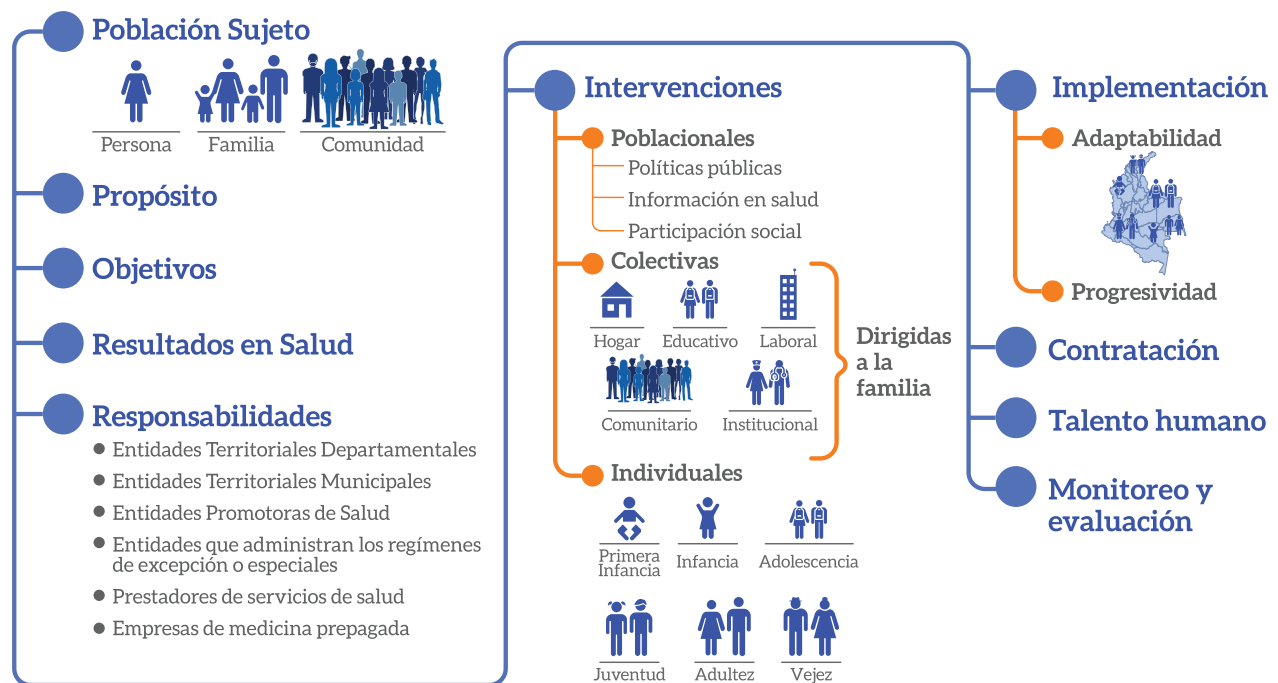 Población Sujeto
Persona
Familia
Comunidad
Propósito
Objetivos
Resultados en Salud
Responsabilidades
Entidades Territoriales Departamentales
Entidades Territoriales Municipales
Entidades Promotoras de Salud
Entidades que administran los regímenes
de excepción o especiales
Prestadores de servicios de salud
Empresas de medicina prepagada
Intervenciones
Poblacionales
Políticas públicas
Información en salud
Participación social
Colectivas
Hogar
Educativo
Laboral
Comunitario
Institucional
Dirigidas
a la
familia
Individuales
Primera
Infancia
Infancia
Adolescencia
Juventud
Adultez
Vejez
Implementación
Adaptabilidad
Progresividad
Contratación
Talento humano
Monitoreo y
evaluación